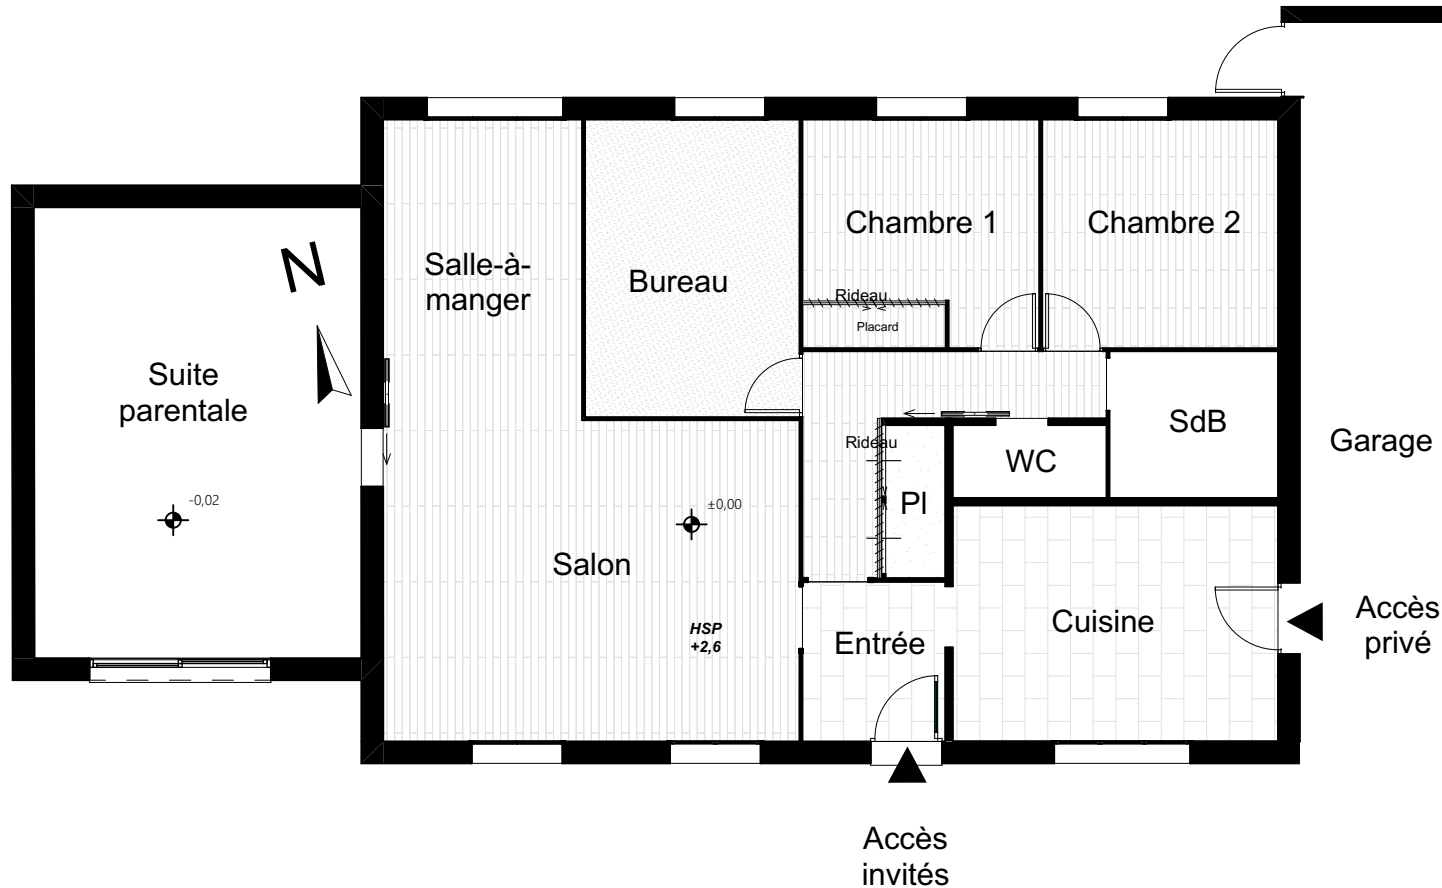 Chambre 1
Chambre 2
N
Salle-à-
manger
Bureau
Rideau
Placard
Suite
parentale
Rideau
SdB
WC
Garage
-0,02
±0,00
Pl
Salon
HSP
+2,6
Entrée
Cuisine
Accès
privé
Accès
invités